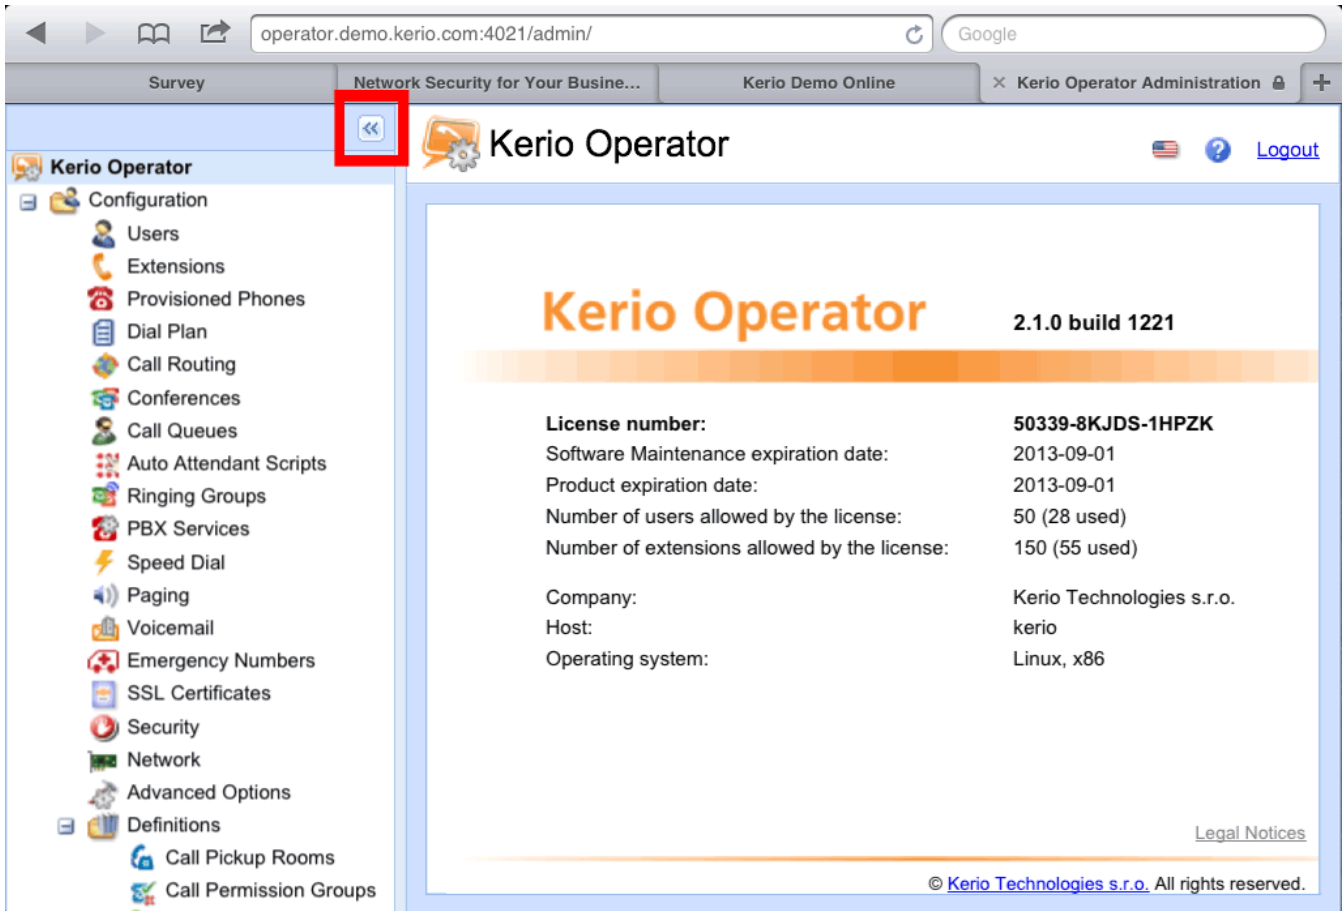 operator.demo.kerio.com:4021/admin/
Google
Survey
Network Security for Your Busine...
Kerio Demo Online
Kerio Operator Administration
Kerio Operator
Configuration
Users
Extensions
Provisioned Phones
Dial Plan
Call Routing
Conferences
Call Queues
Auto Attendant Scripts
Ringing Groups
PBX Services
Speed Dial
Paging
Voicemail
Emergency Numbers
SSL Certificates
Security
Network
Advanced Options
Definitions
Call Pickup Rooms
Call Permission Groups
Kerio Operator
Logout
Kerio Operator 2.1.0 build 1221
License number: 50339-8KJDS-1HPZK
Software Maintenance expiration date: 2013-09-01
Product expiration date: 2013-09-01
Number of users allowed by the license: 50 (28 used)
Number of extensions allowed by the license: 150 (55 used)
Company: Kerio Technologies s.r.o.
Host: kerio
Operating system: Linux, x86
Legal Notices
© Kerio Technologies s.r.o. All rights reserved.